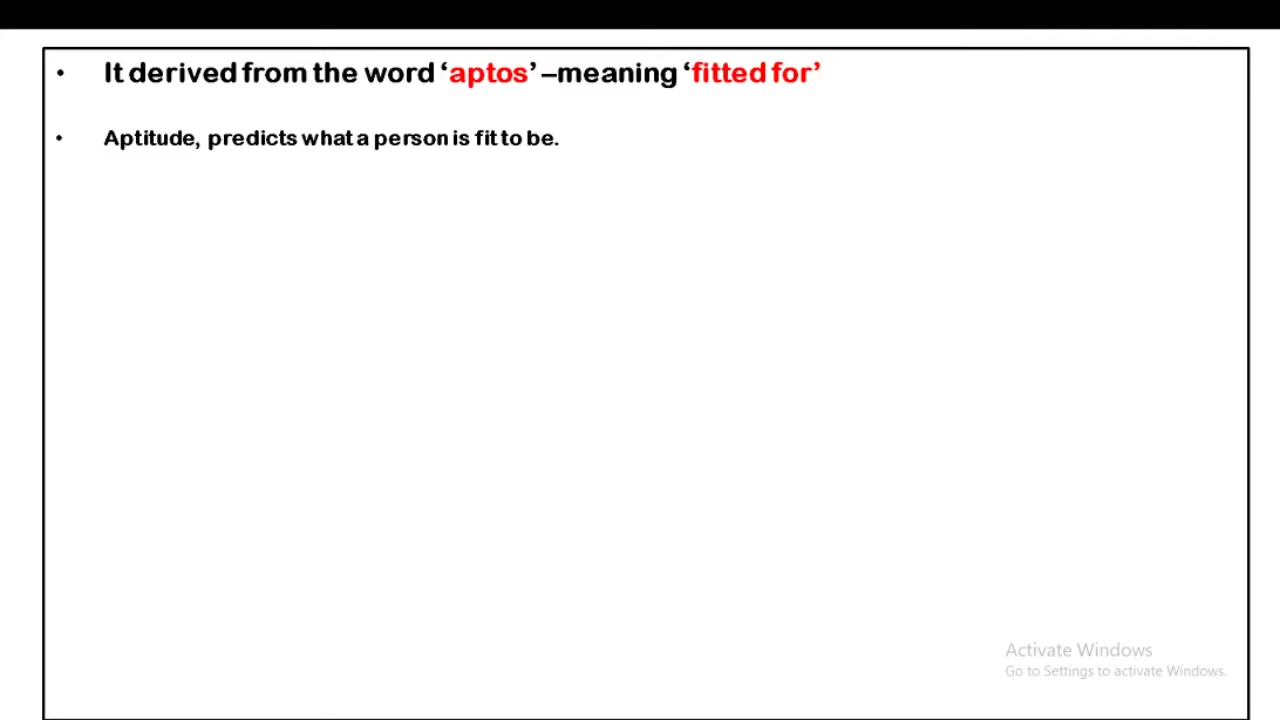 • It derived from the word ‘aptos’ –meaning ‘fitted for’
• Aptitude, predicts what a person is fit to be.
Activate Windows
Go to Settings to activate Windows.